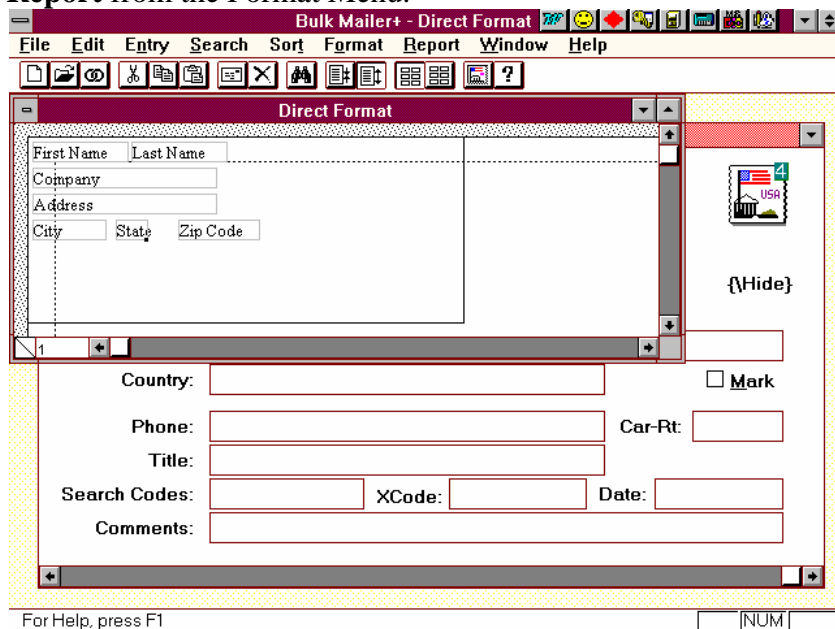 Report from the Format Menu.
Bulk Mailer+ - Direct Format
File Edit Entry Search Sort Format Report Window Help
Direct Format
First Name Last Name
Company
Address
City State Zip Code
4
USA
{\Hide}
1
Country:
Mark
Phone:
Car-Rt:
Title:
Search Codes:
XCode:
Date:
Comments:
For Help, press F1
NUM